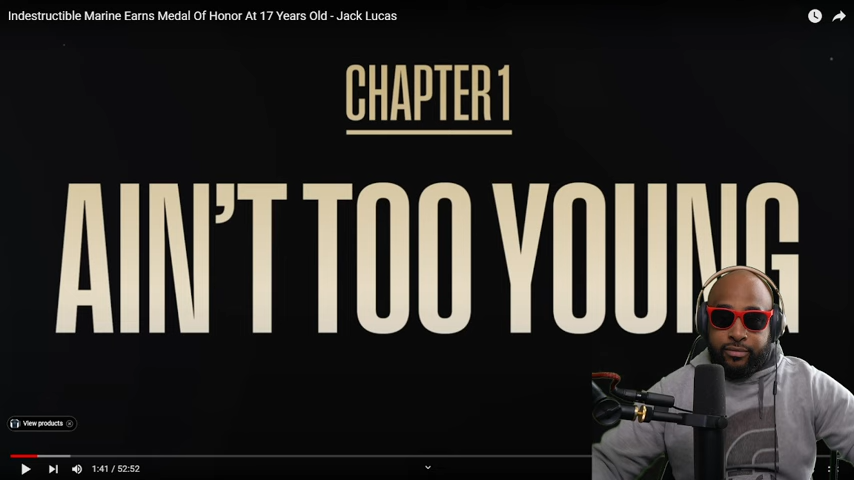 Indestructible Marine Earns Medal Of Honor At 17 Years Old - Jack Lucas
CHAPTER 1
AIN'T TOO YOUNG
View products
1:41 / 52:52